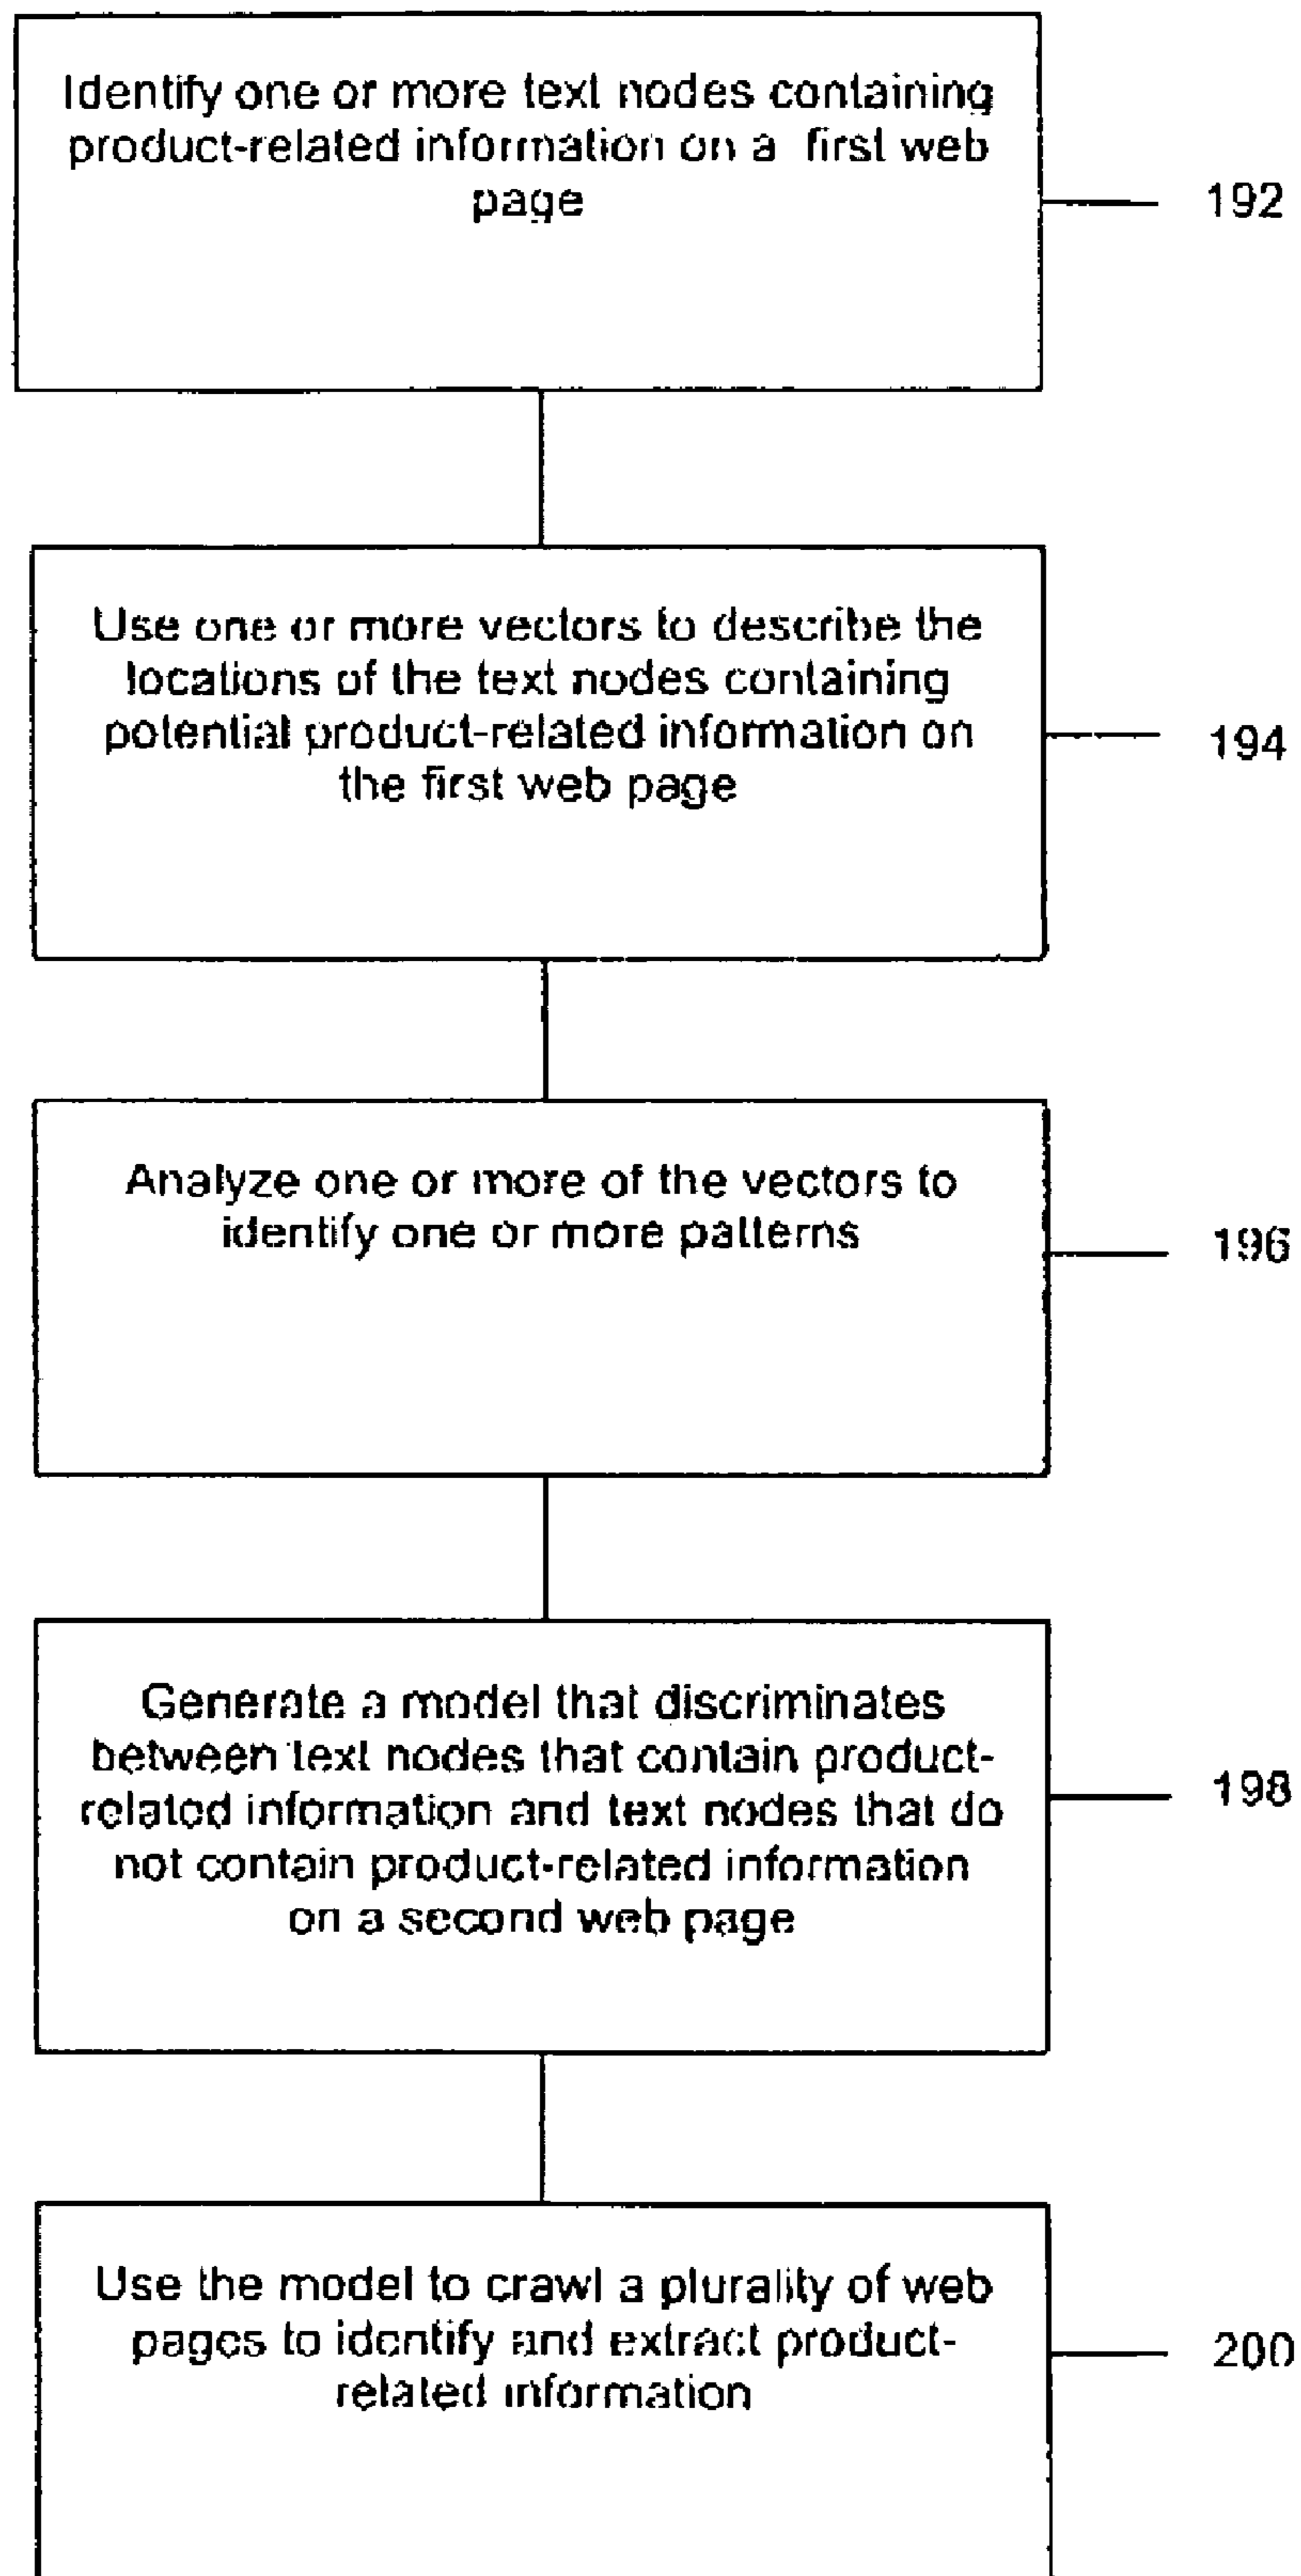 Identify one or more text nodes containing
product-related information on a first web
page
192
Use one or more vectors to describe the
locations of the text nodes containing
potential product-related information on
the first web page
194
Analyze one or more of the vectors to
identify one or more patterns
196
Generate a model that discriminates
between text nodes that contain product-
related information and text nodes that do
not contain product-related information
on a second web page
198
Use the model to crawl a plurality of web
pages to identify and extract product-
related information
200